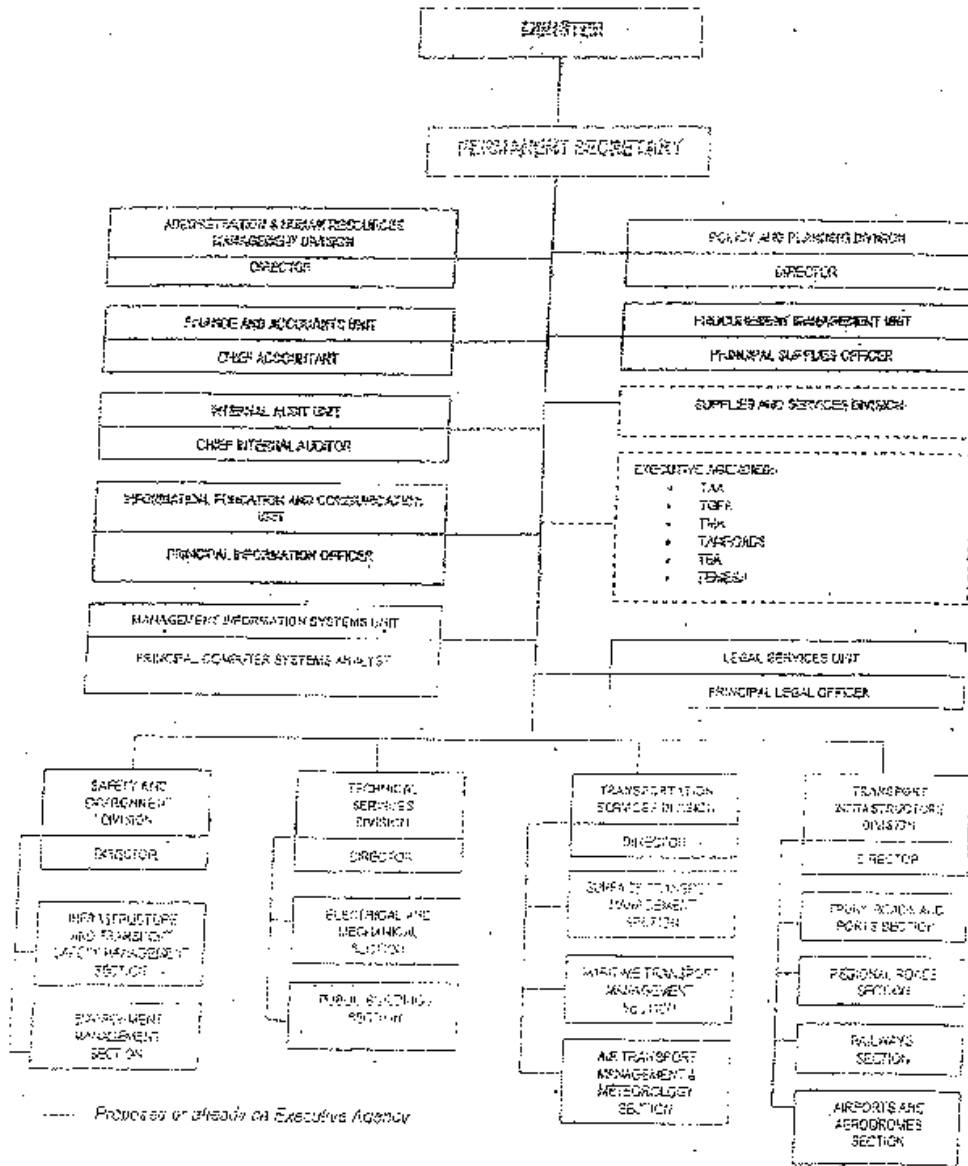 MINISTER
PERMANENT SECRETARY
ADMINISTRATION & HUMAN RESOURCES
MANAGEMENT DIVISION
DIRECTOR
POLICY AND PLANNING DIVISION
DIRECTOR
FINANCE AND ACCOUNTS UNIT
CHIEF ACCOUNTANT
PROCUREMENT MANAGEMENT UNIT
PRINCIPAL SUPPLIES OFFICER
INTERNAL AUDIT UNIT
CHIEF INTERNAL AUDITOR
SUPPLIES AND SERVICES DIVISION
INFORMATION, EDUCATION AND COMMUNICATION
UNIT
PRINCIPAL INFORMATION OFFICER
EXECUTIVE AGENCIES:
• TAA
• TMA
• TANROADS
• TBA
• TEMESA
MANAGEMENT INFORMATION SYSTEMS UNIT
PRINCIPAL COMPUTER SYSTEMS ANALYST
LEGAL SERVICES UNIT
PRINCIPAL LEGAL OFFICER
SAFETY AND
ENVIRONMENT
DIVISION
DIRECTOR
INFRASTRUCTURE
AND TRANSPORT
SAFETY MANAGEMENT
SECTION
ENVIRONMENT
MANAGEMENT
SECTION
TECHNICAL
SERVICES
DIVISION
DIRECTOR
ELECTRICAL AND
MECHANICAL
SECTION
PUBLIC BUILDINGS
SECTION
TRANSPORTATION
SERVICES DIVISION
DIRECTOR
SURFACE TRANSPORT
MANAGEMENT
SECTION
MARITIME TRANSPORT
MANAGEMENT
SECTION
AIR TRANSPORT
MANAGEMENT &
METEOROLOGY
SECTION
TRANSPORT
INFRASTRUCTURE
DIVISION
DIRECTOR
ROADS AND
PORTS SECTION
REGIONAL ROADS
SECTION
RAILWAYS
SECTION
AIRPORTS AND
AERODROMES
SECTION
---- Proposed or already an Executive Agency